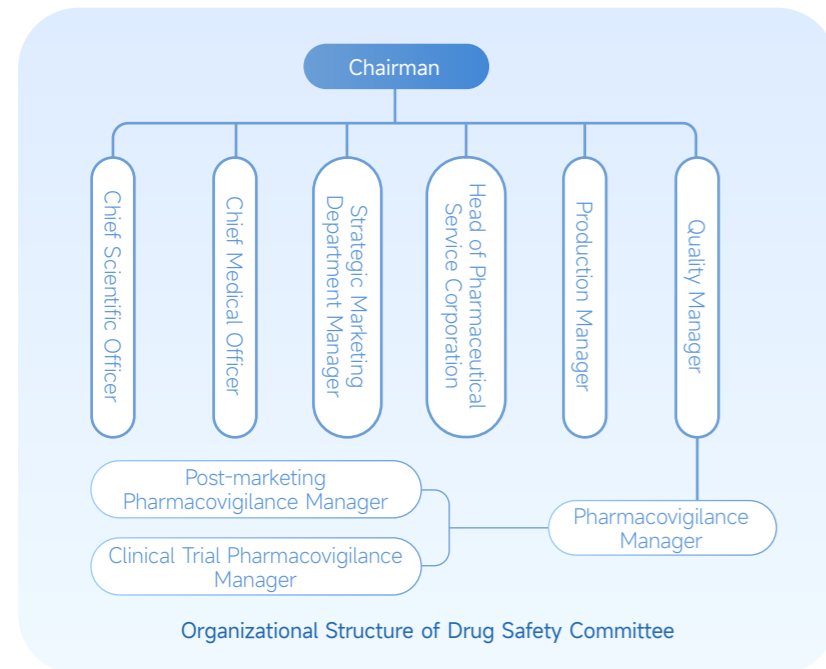 Chairman
Chief Scientific Officer
Chief Medical Officer
Strategic Marketing
Department Manager
Head of Pharmaceutical
Service Corporation
Production Manager
Quality Manager
Post-marketing
Pharmacovigilance Manager
Clinical Trial Pharmacovigilance
Manager
Pharmacovigilance
Manager
Organizational Structure of Drug Safety Committee